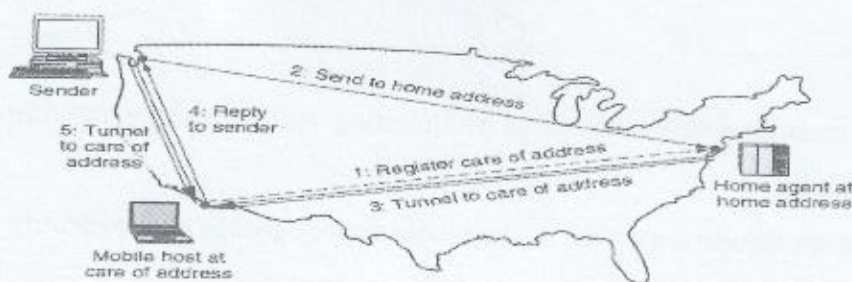 Sender
2: Send to home address
4: Reply
to sender
5: Tunnel
to care of
address
1: Register care of address
3: Tunnel to care of address
Home agent at
home address
Mobile host at
care of address